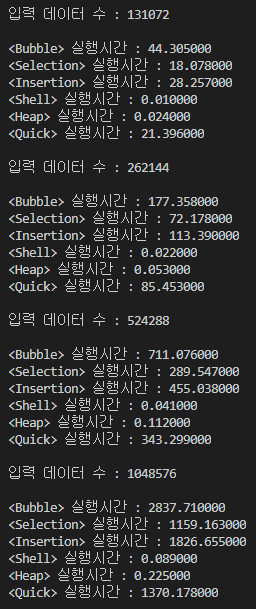 입력 데이터 수 : 131072
<Bubble> 실행시간 : 44.305000
<Selection> 실행시간 : 18.078000
<Insertion> 실행시간 : 28.257000
<Shell> 실행시간 : 0.010000
<Heap> 실행시간 : 0.024000
<Quick> 실행시간 : 21.396000
입력 데이터 수 : 262144
<Bubble> 실행시간 : 177.358000
<Selection> 실행시간 : 72.178000
<Insertion> 실행시간 : 113.390000
<Shell> 실행시간 : 0.022000
<Heap> 실행시간 : 0.053000
<Quick> 실행시간 : 85.453000
입력 데이터 수 : 524288
<Bubble> 실행시간 : 711.076000
<Selection> 실행시간 : 289.547000
<Insertion> 실행시간 : 455.038000
<Shell> 실행시간 : 0.041000
<Heap> 실행시간 : 0.112000
<Quick> 실행시간 : 343.299000
입력 데이터 수 : 1048576
<Bubble> 실행시간 : 2837.710000
<Selection> 실행시간 : 1159.163000
<Insertion> 실행시간 : 1826.655000
<Shell> 실행시간 : 0.089000
<Heap> 실행시간 : 0.225000
<Quick> 실행시간 : 1370.178000